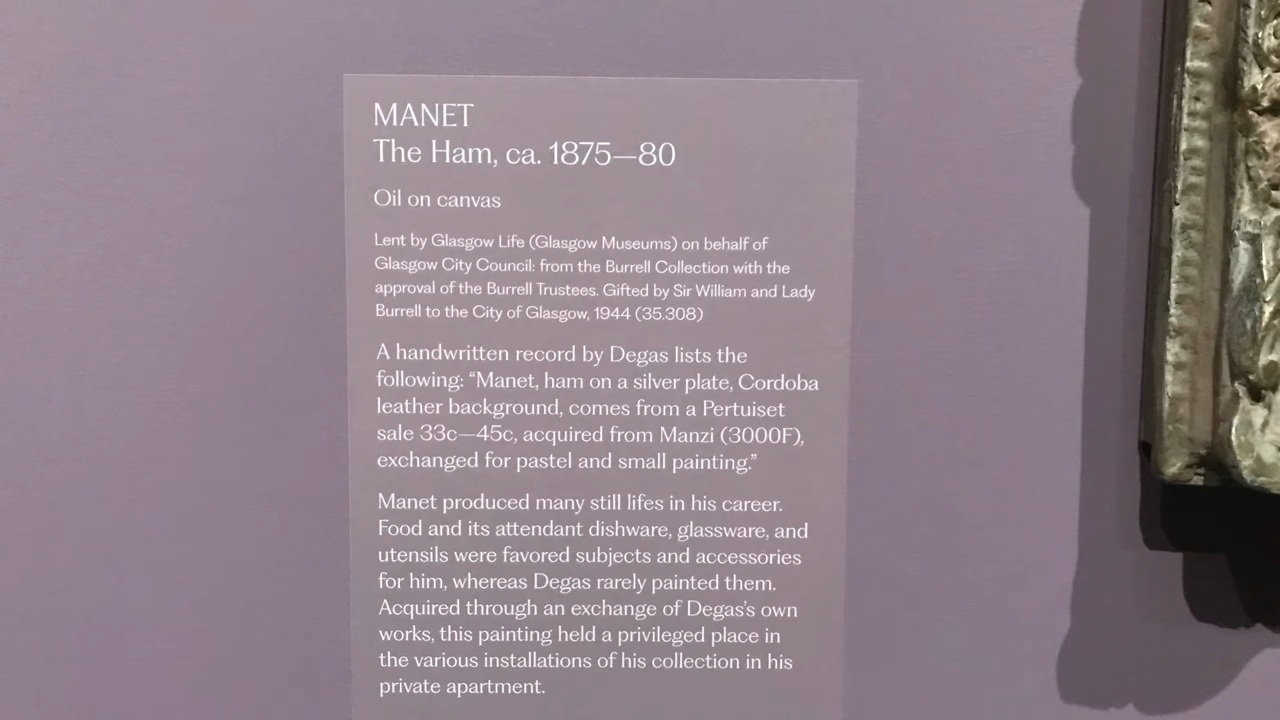 MANET
The Ham, ca. 1875—80
Oil on canvas
Lent by Glasgow Life (Glasgow Museums) on behalf of
Glasgow City Council: from the Burrell Collection with the
approval of the Burrell Trustees. Gifted by Sir William and Lady
Burrell to the City of Glasgow, 1944 (35.308)
A handwritten record by Degas lists the
following: “Manet, ham on a silver plate, Cordoba
leather background, comes from a Pertuiset
sale 33c—45c, acquired from Manzi (3000F),
exchanged for pastel and small painting.”
Manet produced many still lifes in his career.
Food and its attendant dishware, glassware, and
utensils were favored subjects and accessories
for him, whereas Degas rarely painted them.
Acquired through an exchange of Degas’s own
works, this painting held a privileged place in
the various installations of his collection in his
private apartment.